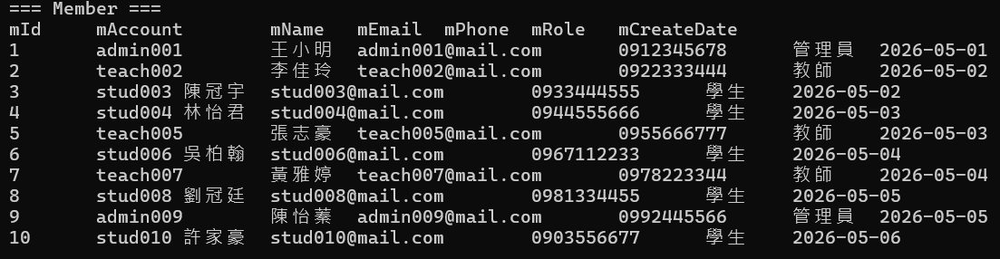 === Member ===
mId mAccount mName mEmail mPhone mRole mCreateDate
1 admin001 王小明 admin001@mail.com 0912345678 管理員 2026-05-01
2 teach002 李佳玲 teach002@mail.com 0922333444 教師 2026-05-02
3 stud003 陳冠宇 stud003@mail.com 0933444555 學生 2026-05-02
4 stud004 林怡君 stud004@mail.com 0944555666 學生 2026-05-03
5 teach005 張志豪 teach005@mail.com 0955666777 教師 2026-05-03
6 stud006 吳柏翰 stud006@mail.com 0967112233 學生 2026-05-04
7 teach007 黃雅婷 teach007@mail.com 0978223344 教師 2026-05-04
8 stud008 劉冠廷 stud008@mail.com 0981334455 學生 2026-05-05
9 admin009 陳怡蓁 admin009@mail.com 0992445566 管理員 2026-05-05
10 stud010 許家豪 stud010@mail.com 0903556677 學生 2026-05-06